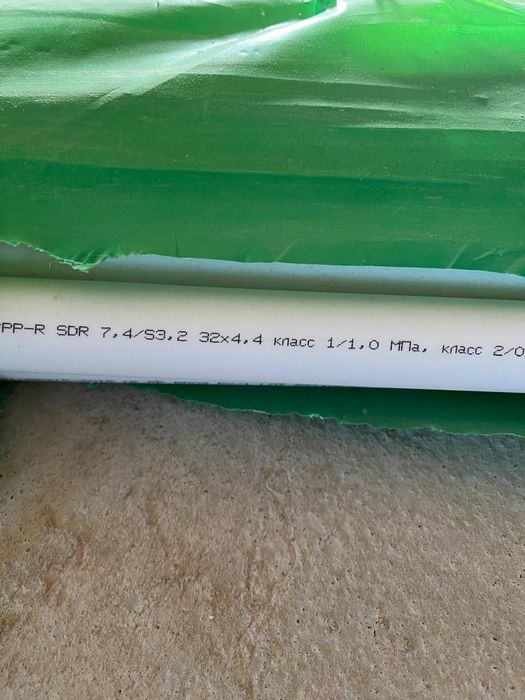 PP-R SDR 7,4/S3,2 32x4,4 класс 1/1,0 МПа, класс 2/0